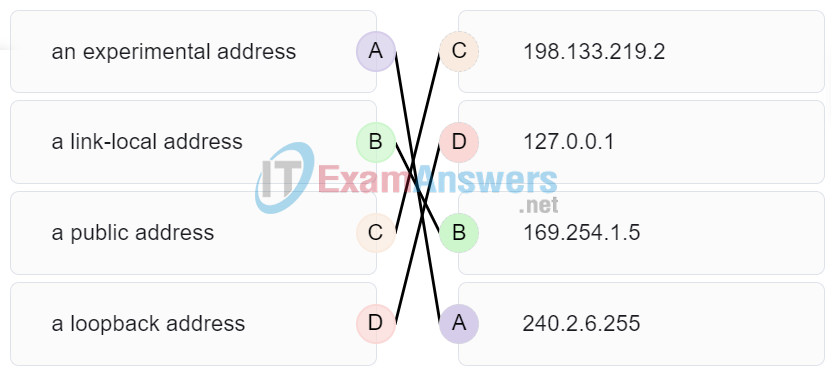 an experimental address A C 198.133.219.2
a link-local address B D 127.0.0.1
ITExamAnswers
.net
a public address C B 169.254.1.5
a loopback address D A 240.2.6.255